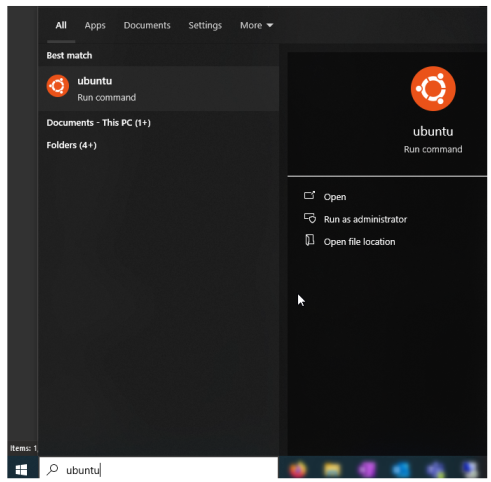 All Apps Documents Settings More
Best match
ubuntu
Run command
Documents - This PC (1+)
Folders (4+)
ubuntu
Run command
Open
Run as administrator
Open file location
Items: 1
ubuntu